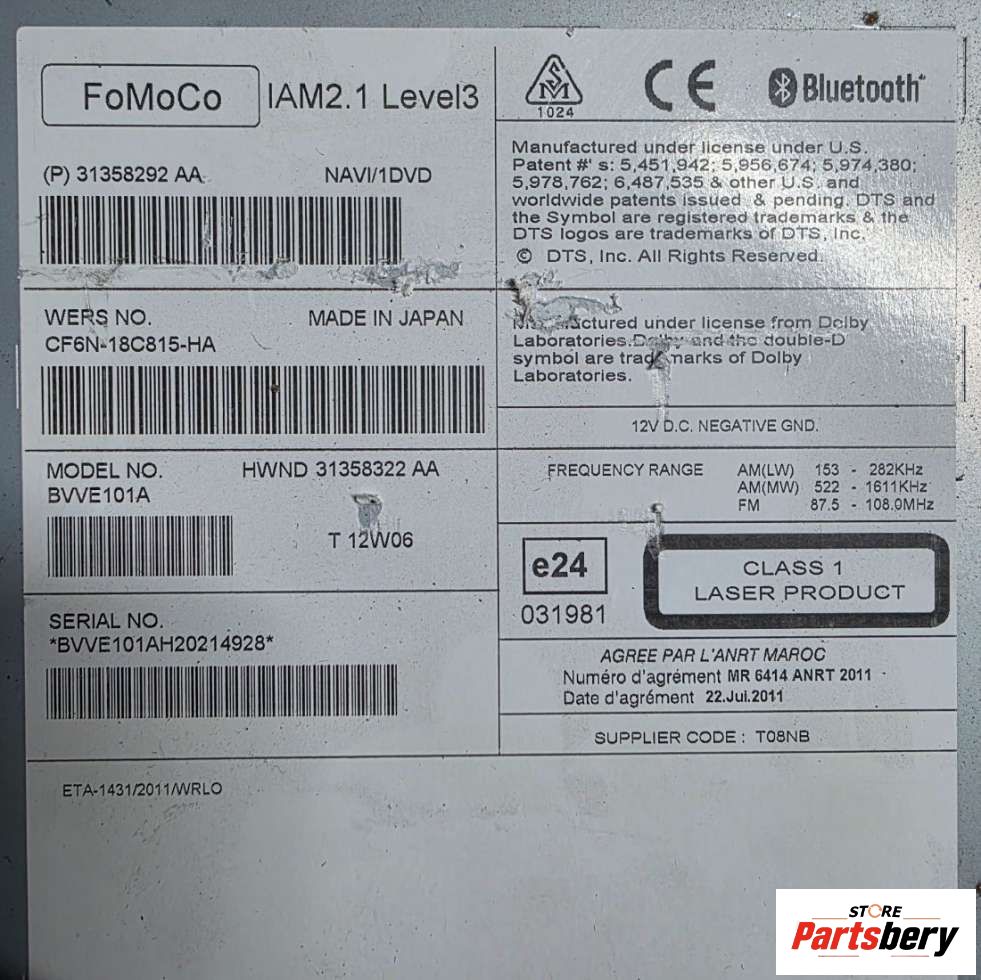 FoMoCo IAM2.1 Level3
(P) 31358292 AA NAVI/1DVD
WERS NO. MADE IN JAPAN
CF6N-18C815-HA
MODEL NO. HWND 31358322 AA
BVVE101A
T 12W06
SERIAL NO.
*BVVE101AH20214928*
ETA-1431/2011/WRLO
SM
1024
CE
Bluetooth
Manufactured under license under U.S.
Patent #' s: 5,451,942; 5,956,674; 5,974,380;
5,978,762; 6,487,535 & other U.S. and
worldwide patents issued & pending. DTS and
the Symbol are registered trademarks & the
DTS logos are trademarks of DTS, Inc.
© DTS, Inc. All Rights Reserved.
Manufactured under license from Dolby
Laboratories.Dolby and the double-D
symbol are trademarks of Dolby
Laboratories.
12V D.C. NEGATIVE GND.
FREQUENCY RANGE AM(LW) 153 - 282KHz
AM(MW) 522 - 1611KHz
FM 87.5 - 108.0MHz
e24
031981
CLASS 1
LASER PRODUCT
AGREE PAR L'ANRT MAROC
Numéro d'agrément MR 6414 ANRT 2011
Date d'agrément 22.Jul.2011
SUPPLIER CODE : T08NB
STORE
Partsbery